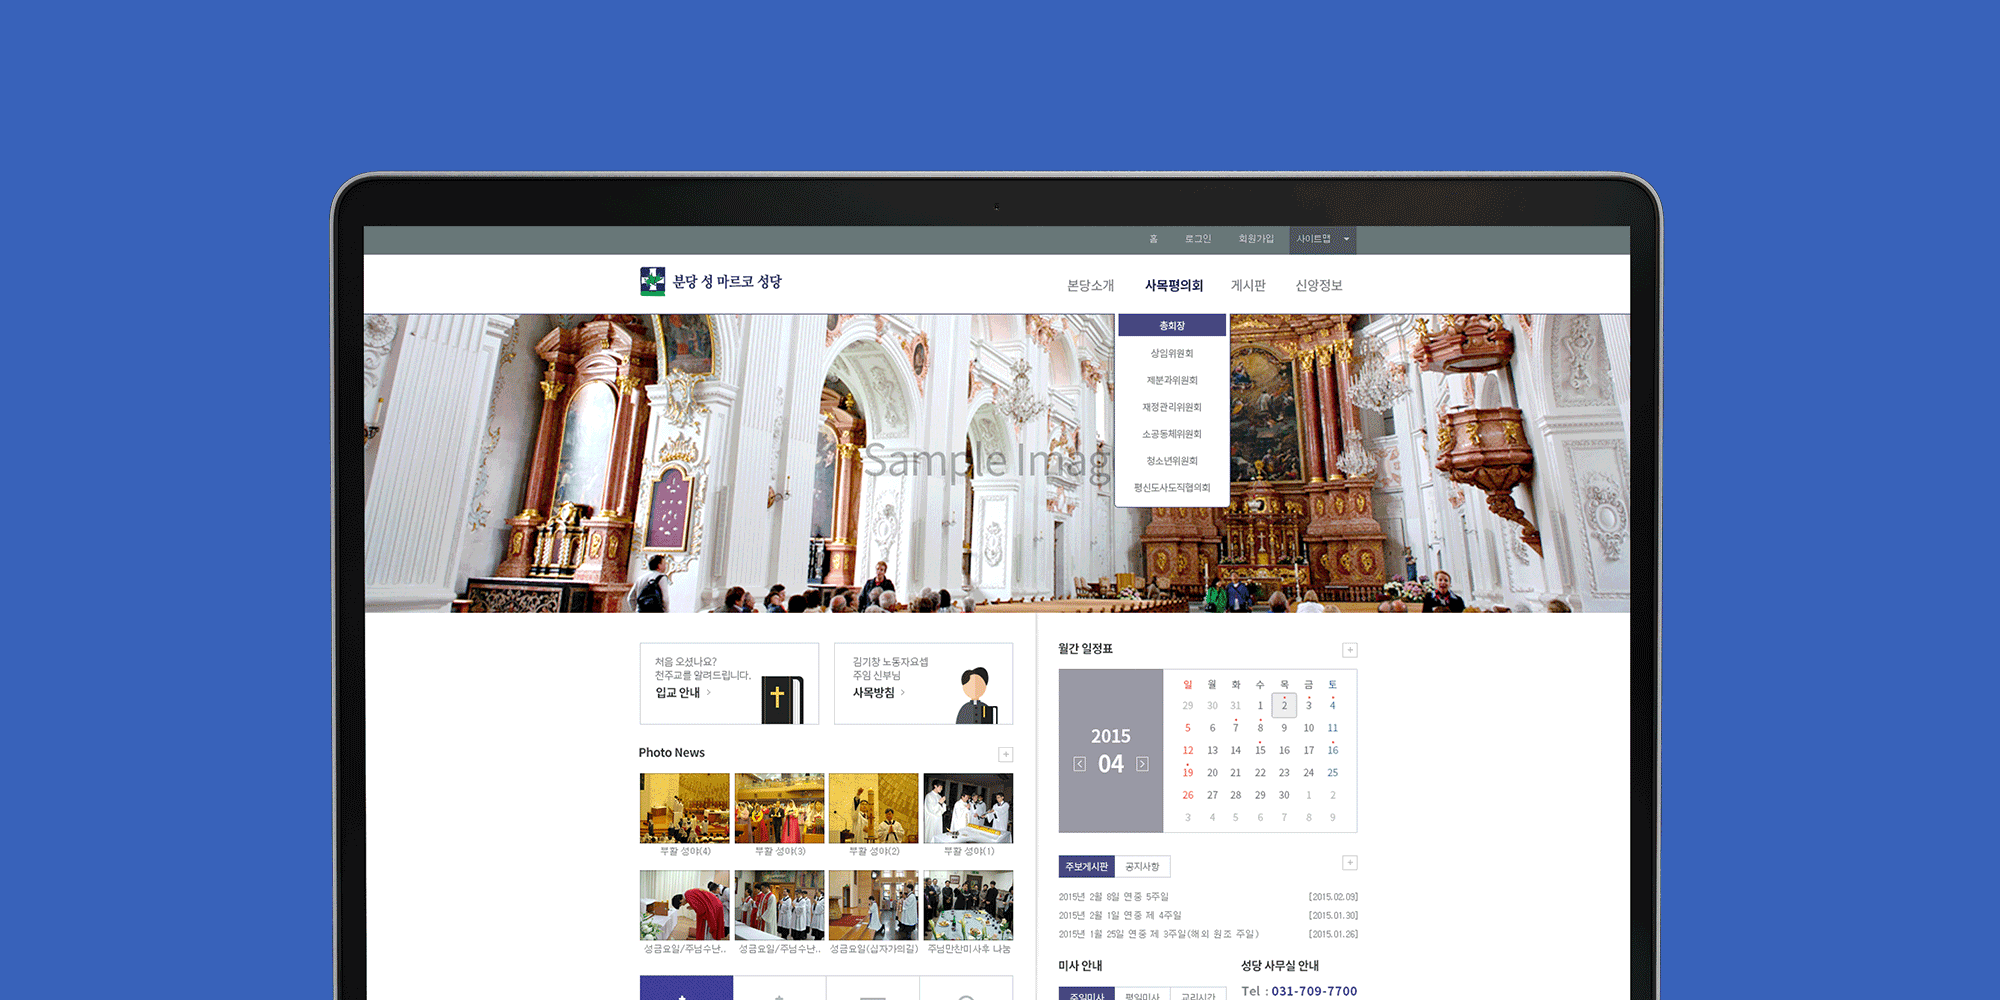 홈 로그인 회원가입 사이트맵
분당 성 마르코 성당
본당소개 사목평의회 게시판 신앙정보
총회장
상임위원회
제분과위원회
재정관리위원회
소공동체위원회
청소년위원회
평신도사도직협의회
Sample Imag
처음 오셨나요?
천주교를 알려드립니다.
입교 안내 >
김기창 노동자요셉
주임 신부님
사목방침 >
Photo News +
부활 성야(4) 부활 성야(3) 부활 성야(2) 부활 성야(1)
성금요일/주님수난.. 성금요일/주님수난.. 성금요일(십자가의길) 주님만찬미사후 나눔
월간 일정표 +
2015
< 04 >
일 월 화 수 목 금 토
29 30 31 1 2 3 4
5 6 7 8 9 10 11
12 13 14 15 16 17 16
19 20 21 22 23 24 25
26 27 28 29 30 1 2
3 4 5 6 7 8 9
주보게시판 공지사항 +
2015년 2월 8일 연중 5주일 [2015.02.09]
2015년 2월 1일 연중 제 4주일 [2015.01.30]
2015년 1월 25일 연중 제 3주일(해외 원조 주일) [2015.01.26]
미사 안내
주일미사 평일미사 교리시간
성당 사무실 안내
Tel : 031-709-7700